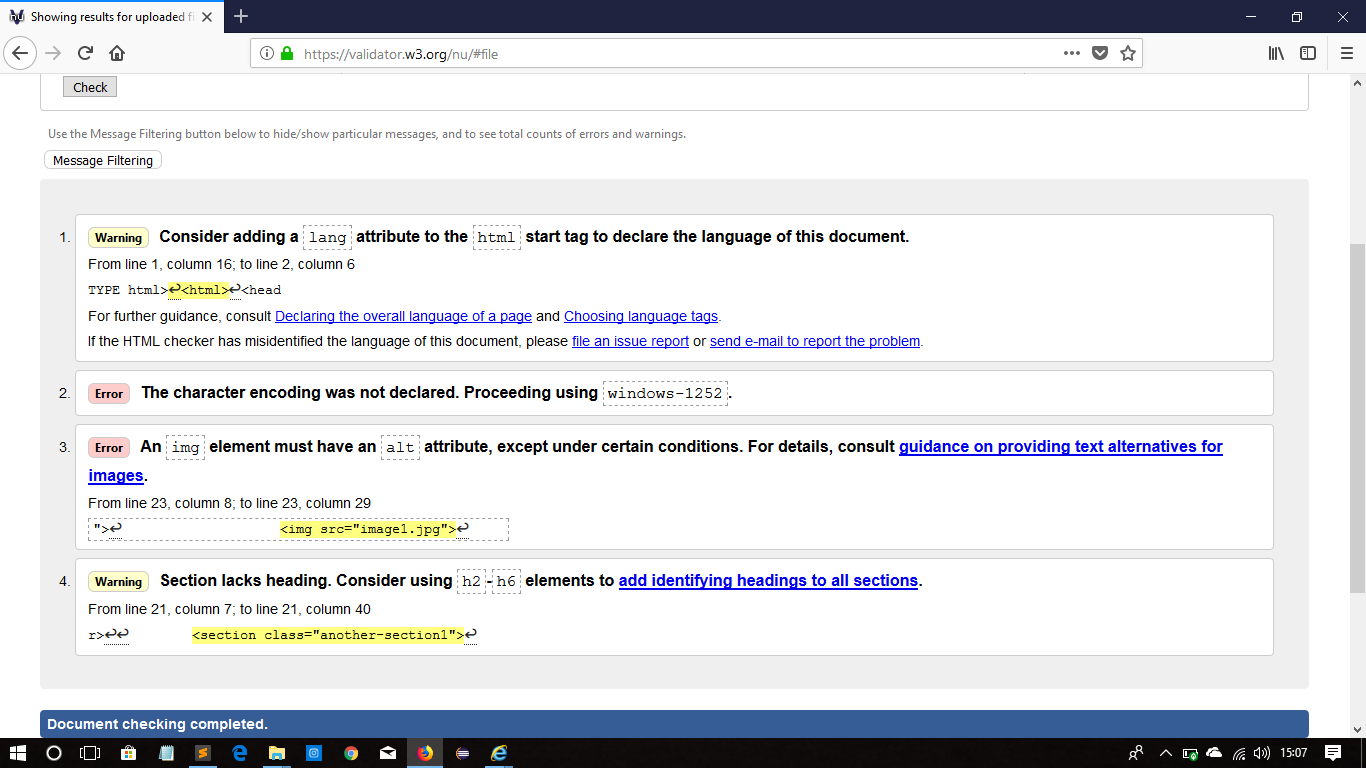 Showing results for uploaded fi
https://validator.w3.org/nu/#file
Check
Use the Message Filtering button below to hide/show particular messages, and to see total counts of errors and warnings.
Message Filtering
1. Warning Consider adding a lang attribute to the html start tag to declare the language of this document.
From line 1, column 16; to line 2, column 6
TYPE html>↩<html>↩<head
For further guidance, consult Declaring the overall language of a page and Choosing language tags.
If the HTML checker has misidentified the language of this document, please file an issue report or send e-mail to report the problem.
2. Error The character encoding was not declared. Proceeding using windows-1252.
3. Error An img element must have an alt attribute, except under certain conditions. For details, consult guidance on providing text alternatives for
images.
From line 23, column 8; to line 23, column 29
">↩ <img src="image1.jpg">↩
4. Warning Section lacks heading. Consider using h2-h6 elements to add identifying headings to all sections.
From line 21, column 7; to line 21, column 40
r>↩↩ <section class="another-section1">↩
Document checking completed.
15:07